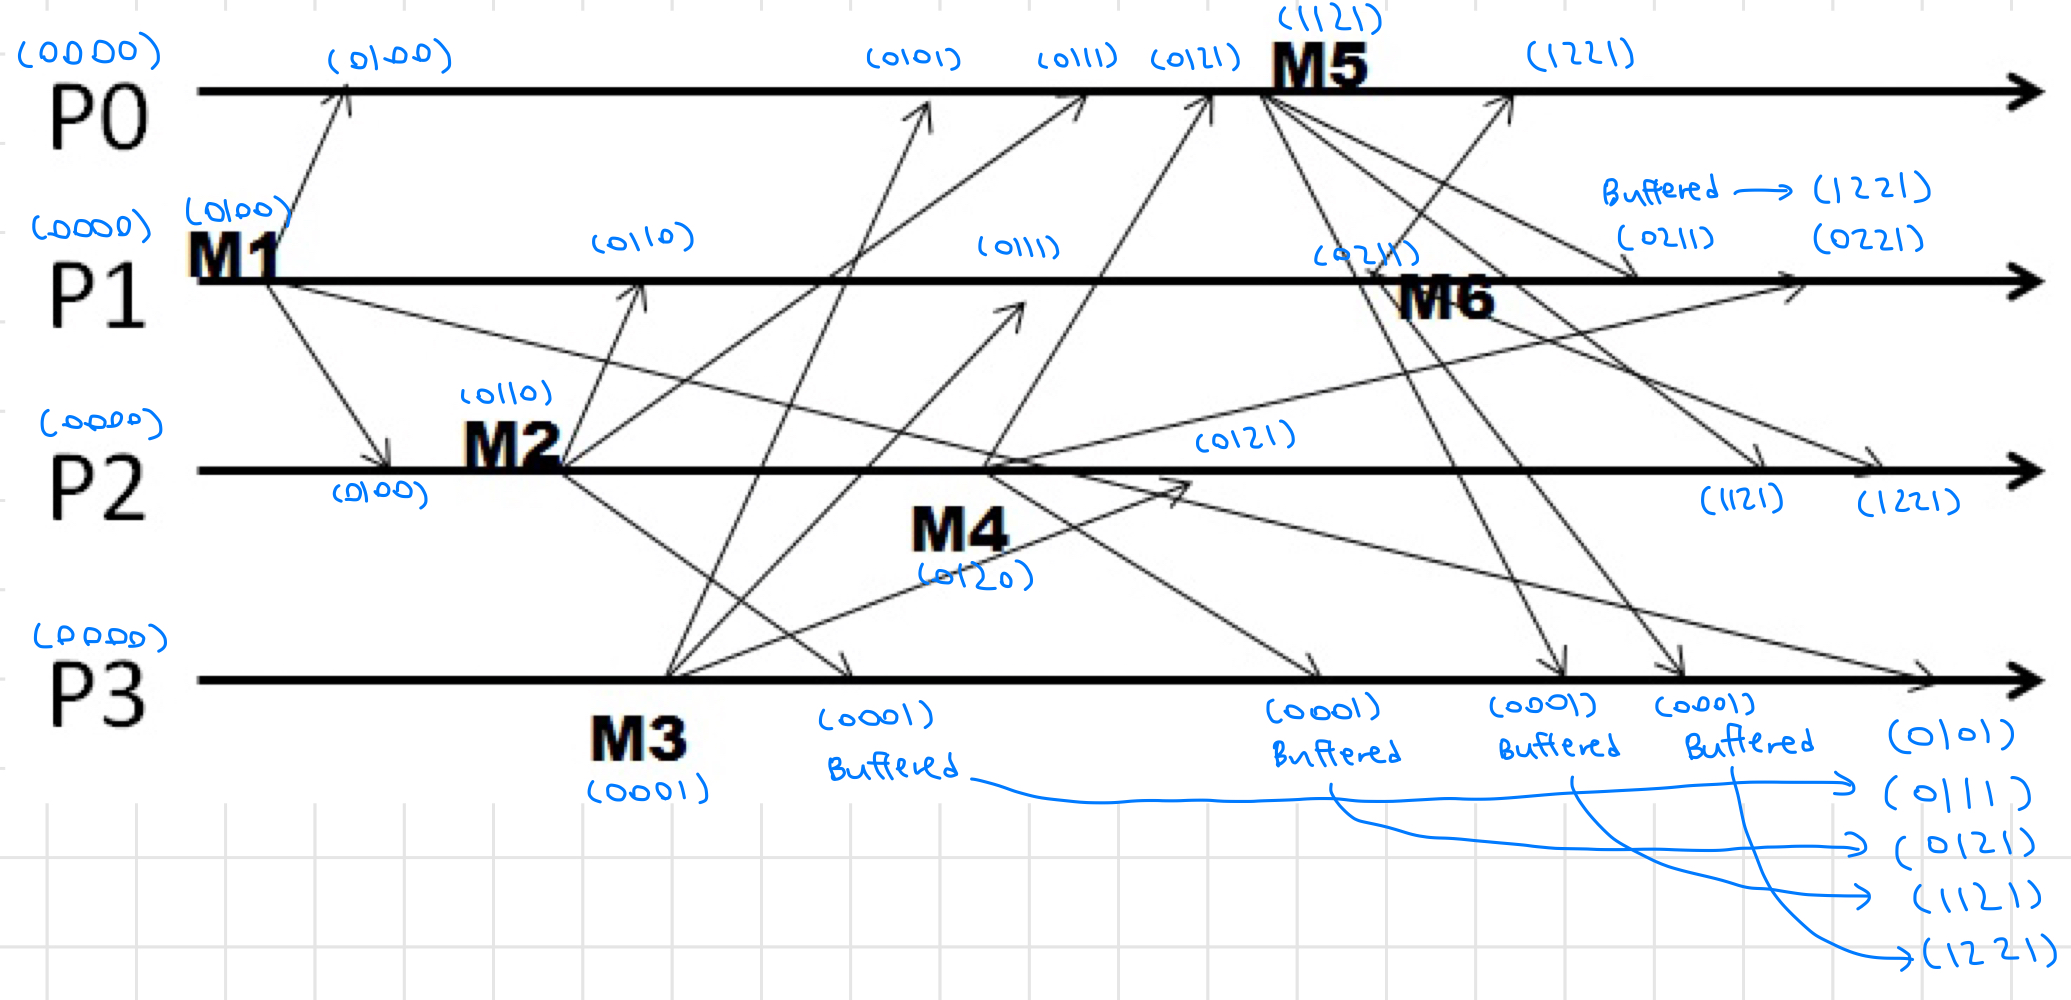 (1121)
(0000) (0100) (0101) (0111) (0121) M5 (1221)
P0
Buffered → (1221)
(0000) (0100) (0110) (0111) (0211) (0211) (0221)
M1
P1 M6
(0110)
(0000) M2 (0121)
P2 (0100) (1121) (1221)
M4
(0120)
(0000)
P3
M3 (0001) (0001) (0001) (0001) (0101)
Buffered Buffered Buffered Buffered
(0001) (0111)
(0121)
(1121)
(1221)